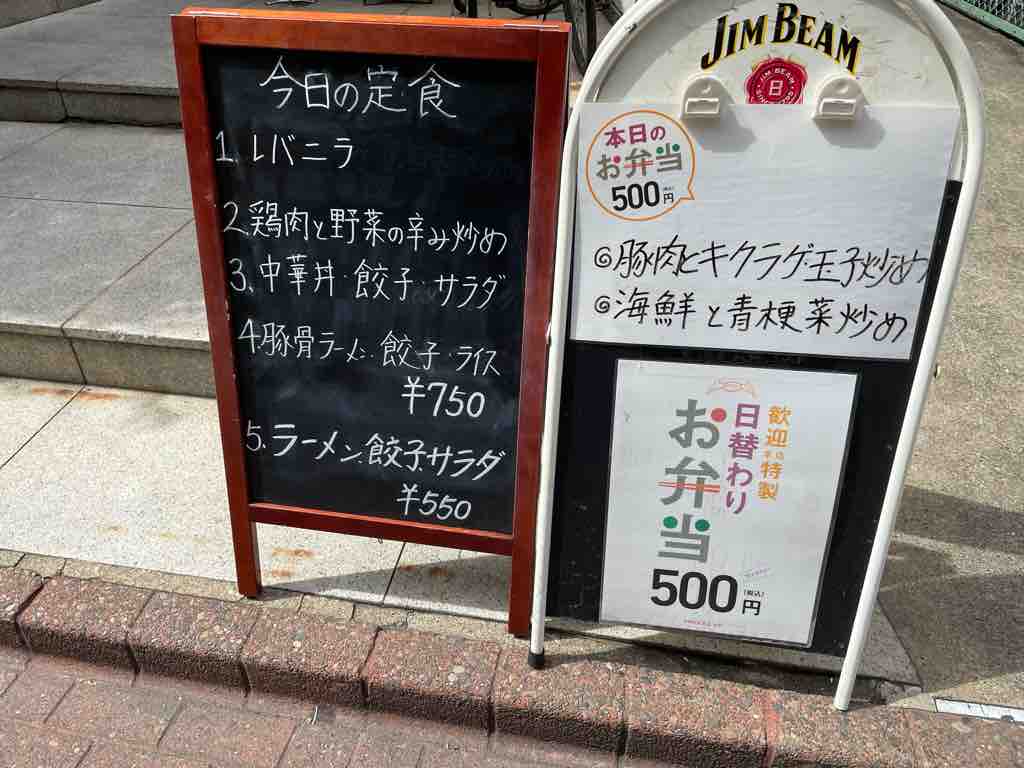 今日の定食
1. レバニラ
2. 鶏肉と野菜の辛み炒め
3. 中華丼・餃子・サラダ
4. 豚骨ラーメン・餃子・ライス
¥750
5. ラーメン・餃子・サラダ
¥550
JIM BEAM
本日の
お弁当
500円
◎豚肉とキクラゲ玉子炒め
◎海鮮と青梗菜炒め
歓迎本店特製
日替わり
お弁当
500円
(税込)